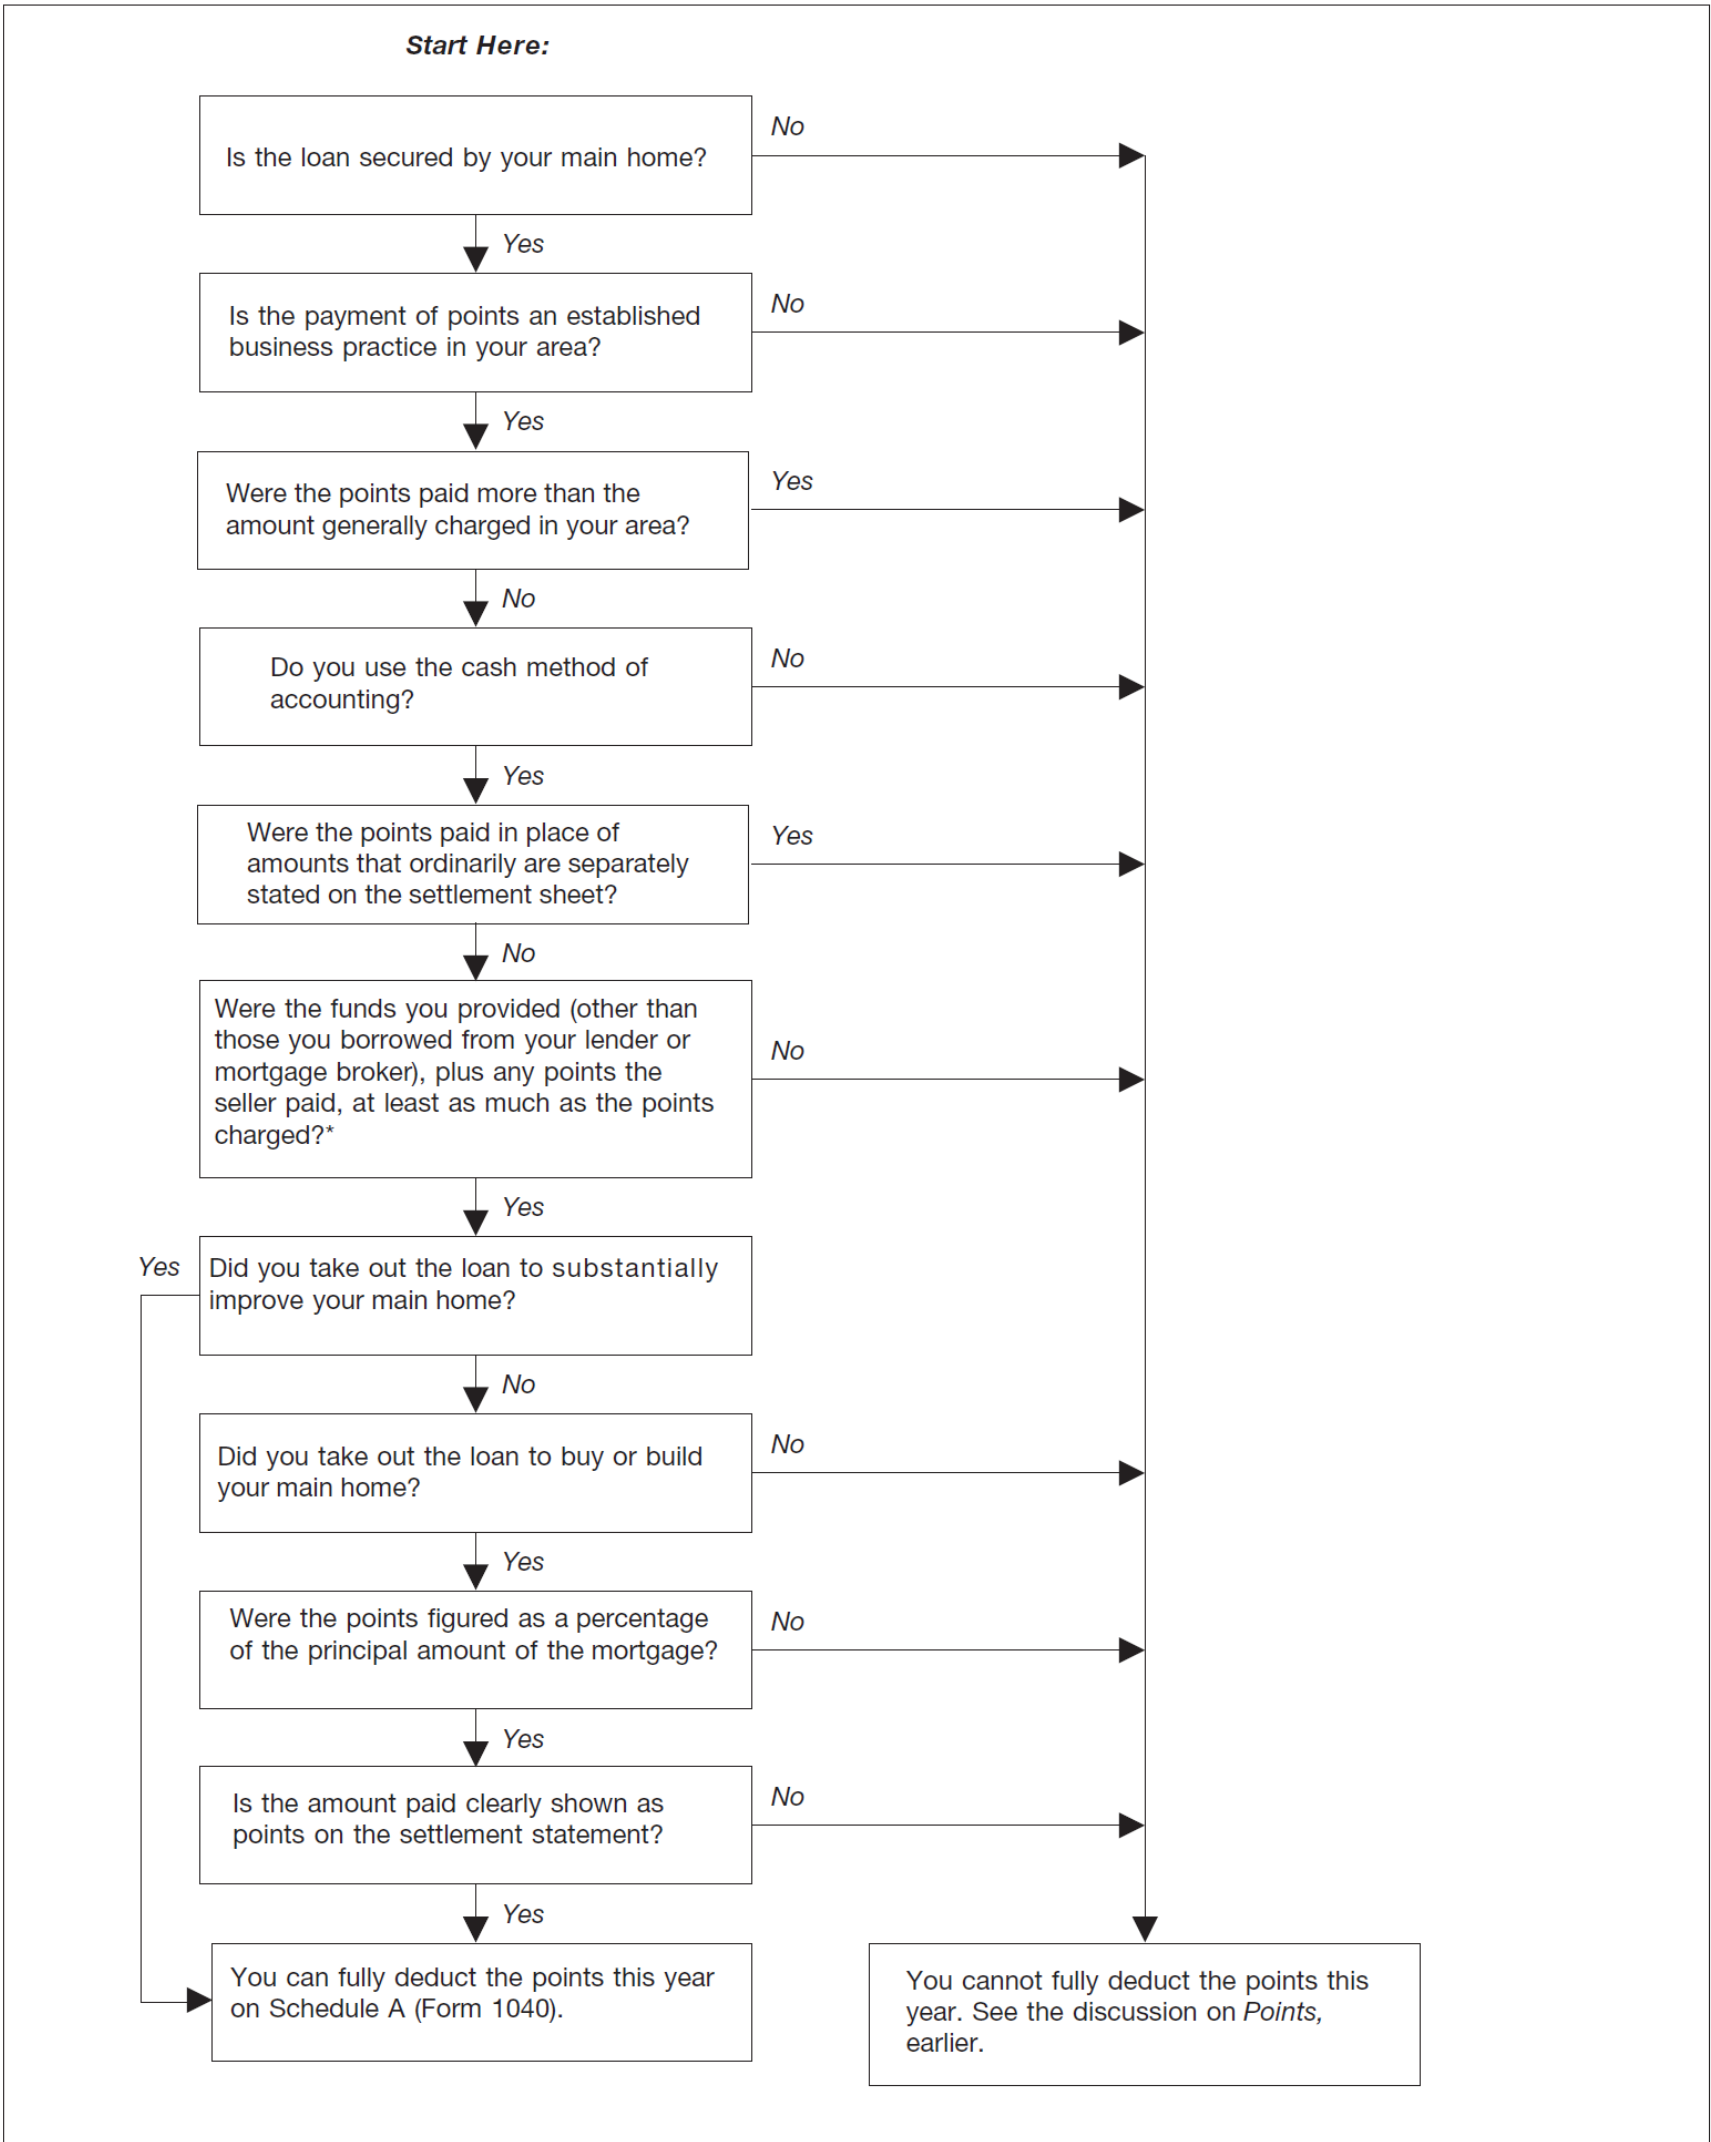 Start Here:
Is the loan secured by your main home?
No
Yes
Is the payment of points an established
business practice in your area?
No
Yes
Were the points paid more than the
amount generally charged in your area?
Yes
No
Do you use the cash method of
accounting?
No
Yes
Were the points paid in place of
amounts that ordinarily are separately
stated on the settlement sheet?
Yes
No
Were the funds you provided (other than
those you borrowed from your lender or
mortgage broker), plus any points the
seller paid, at least as much as the points
charged?*
No
Yes
Yes
Did you take out the loan to substantially
improve your main home?
No
Did you take out the loan to buy or build
your main home?
No
Yes
Were the points figured as a percentage
of the principal amount of the mortgage?
No
Yes
Is the amount paid clearly shown as
points on the settlement statement?
No
Yes
You can fully deduct the points this year
on Schedule A (Form 1040).
You cannot fully deduct the points this
year. See the discussion on Points,
earlier.